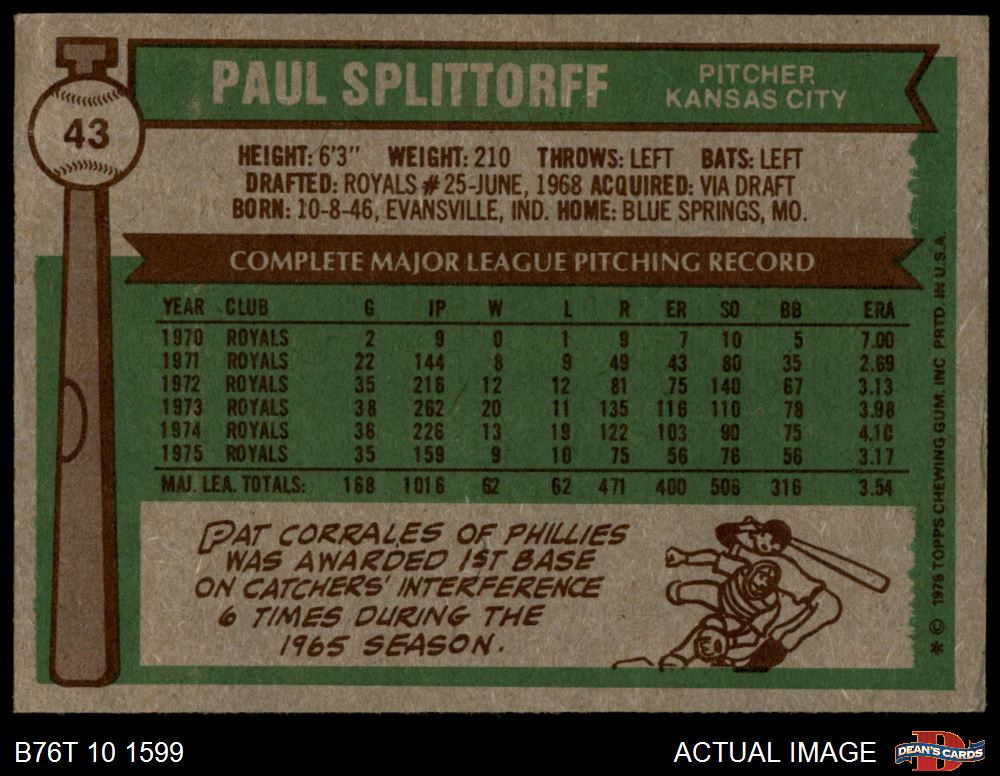 43
PAUL SPLITTORFF
PITCHER
KANSAS CITY
HEIGHT: 6'3" WEIGHT: 210 THROWS: LEFT BATS: LEFT
DRAFTED: ROYALS #25-JUNE, 1968 ACQUIRED: VIA DRAFT
BORN: 10-8-46, EVANSVILLE, IND. HOME: BLUE SPRINGS, MO.
COMPLETE MAJOR LEAGUE PITCHING RECORD
YEAR CLUB G IP W L R ER SO BB ERA
1970 ROYALS 2 9 0 1 9 7 10 5 7.00
1971 ROYALS 22 144 8 9 49 43 80 35 2.69
1972 ROYALS 35 216 12 12 81 75 140 67 3.13
1973 ROYALS 38 262 20 11 135 116 110 78 3.98
1974 ROYALS 36 226 13 19 122 103 90 75 4.10
1975 ROYALS 35 159 9 10 75 56 76 56 3.17
MAJ. LEA. TOTALS: 168 1016 62 62 471 400 506 316 3.54
PAT CORRALES OF PHILLIES
WAS AWARDED 1ST BASE
ON CATCHERS' INTERFERENCE
6 TIMES DURING THE
1965 SEASON.
* © 1976 TOPPS CHEWING GUM, INC PRTD. IN U.S.A.
B76T 10 1599
ACTUAL IMAGE
D
DEAN'S CARDS